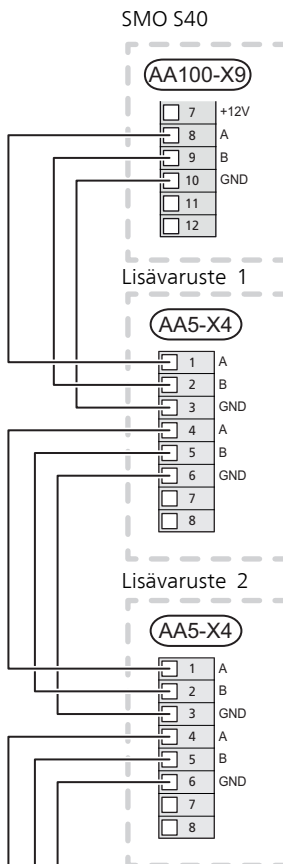 SMO S40
AA100-X9
7 +12V
8 A
9 B
10 GND
11
12
Lisävaruste 1
AA5-X4
1 A
2 B
3 GND
4 A
5 B
6 GND
7
8
Lisävaruste 2
AA5-X4
1 A
2 B
3 GND
4 A
5 B
6 GND
7
8